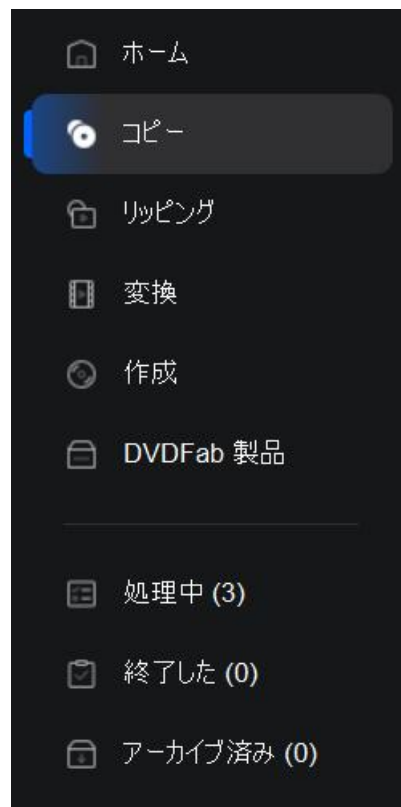 ホーム
コピー
リッピング
変換
作成
DVDFab 製品
処理中 (3)
終了した (0)
アーカイブ済み (0)